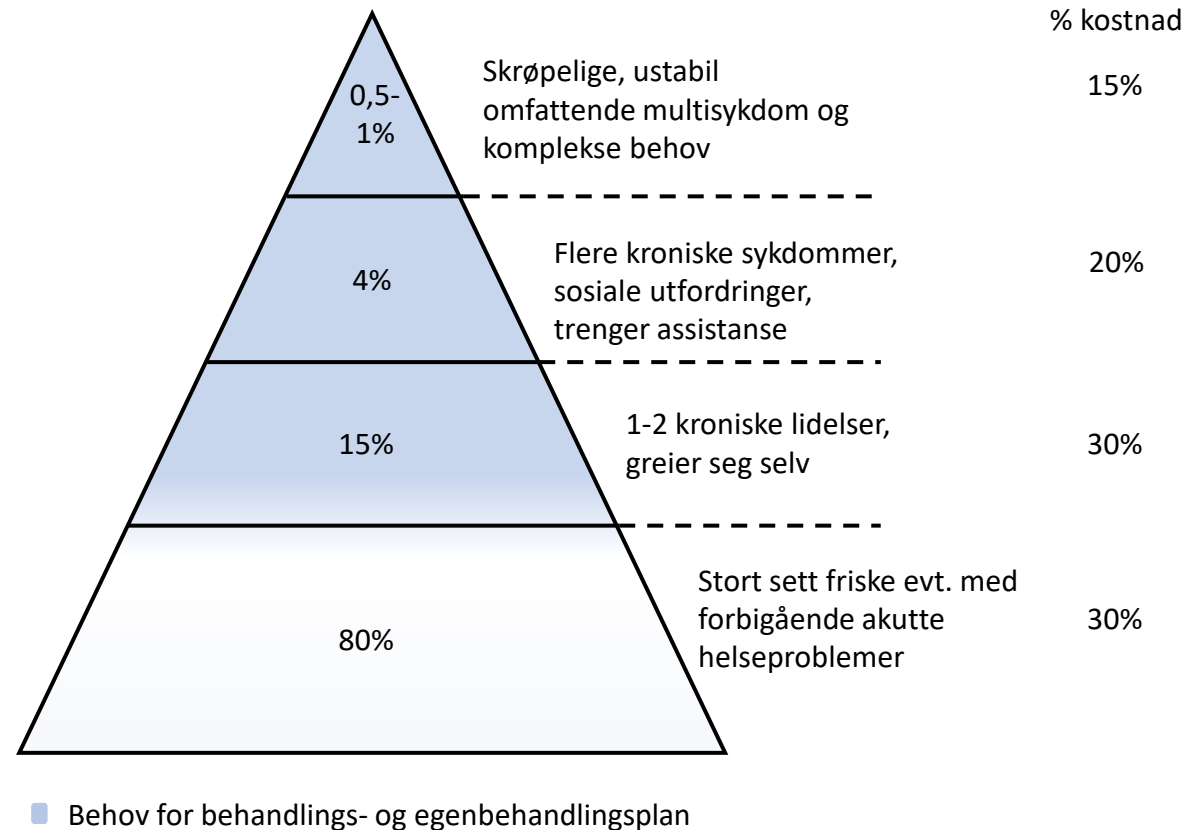 % kostnad
0,5-
1%
Skrøpelige, ustabil
omfattende multisykdom og
komplekse behov
15%
4%
Flere kroniske sykdommer,
sosiale utfordringer,
trenger assistanse
20%
15%
1-2 kroniske lidelser,
greier seg selv
30%
80%
Stort sett friske evt. med
forbigående akutte
helseproblemer
30%
Behov for behandlings- og egenbehandlingsplan